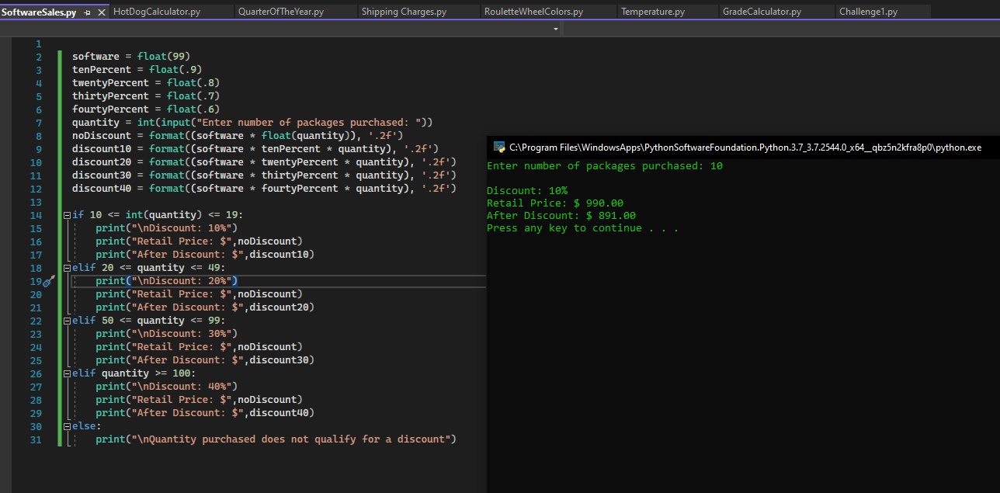 SoftwareSales.py HotDogCalculator.py QuarterOfTheYear.py Shipping Charges.py RouletteWheelColors.py Temperature.py GradeCalculator.py Challenge1.py
1
2 software = float(99)
3 tenPercent = float(.9)
4 twentyPercent = float(.8)
5 thirtyPercent = float(.7)
6 fourtyPercent = float(.6)
7 quantity = int(input("Enter number of packages purchased: "))
8 noDiscount = format((software * float(quantity)), '.2f')
9 discount10 = format((software * tenPercent * quantity), '.2f')
10 discount20 = format((software * twentyPercent * quantity), '.2f')
11 discount30 = format((software * thirtyPercent * quantity), '.2f')
12 discount40 = format((software * fourtyPercent * quantity), '.2f')
13
14 if 10 <= int(quantity) <= 19:
15 print("\nDiscount: 10%")
16 print("Retail Price: $",noDiscount)
17 print("After Discount: $",discount10)
18 elif 20 <= quantity <= 49:
19 print("\nDiscount: 20%")
20 print("Retail Price: $",noDiscount)
21 print("After Discount: $",discount20)
22 elif 50 <= quantity <= 99:
23 print("\nDiscount: 30%")
24 print("Retail Price: $",noDiscount)
25 print("After Discount: $",discount30)
26 elif quantity >= 100:
27 print("\nDiscount: 40%")
28 print("Retail Price: $",noDiscount)
29 print("After Discount: $",discount40)
30 else:
31 print("\nQuantity purchased does not qualify for a discount")
C:\Program Files\WindowsApps\PythonSoftwareFoundation.Python.3.7_3.7.2544.0_x64__qbz5n2kfra8p0\python.exe
Enter number of packages purchased: 10
Discount: 10%
Retail Price: $ 990.00
After Discount: $ 891.00
Press any key to continue . . .